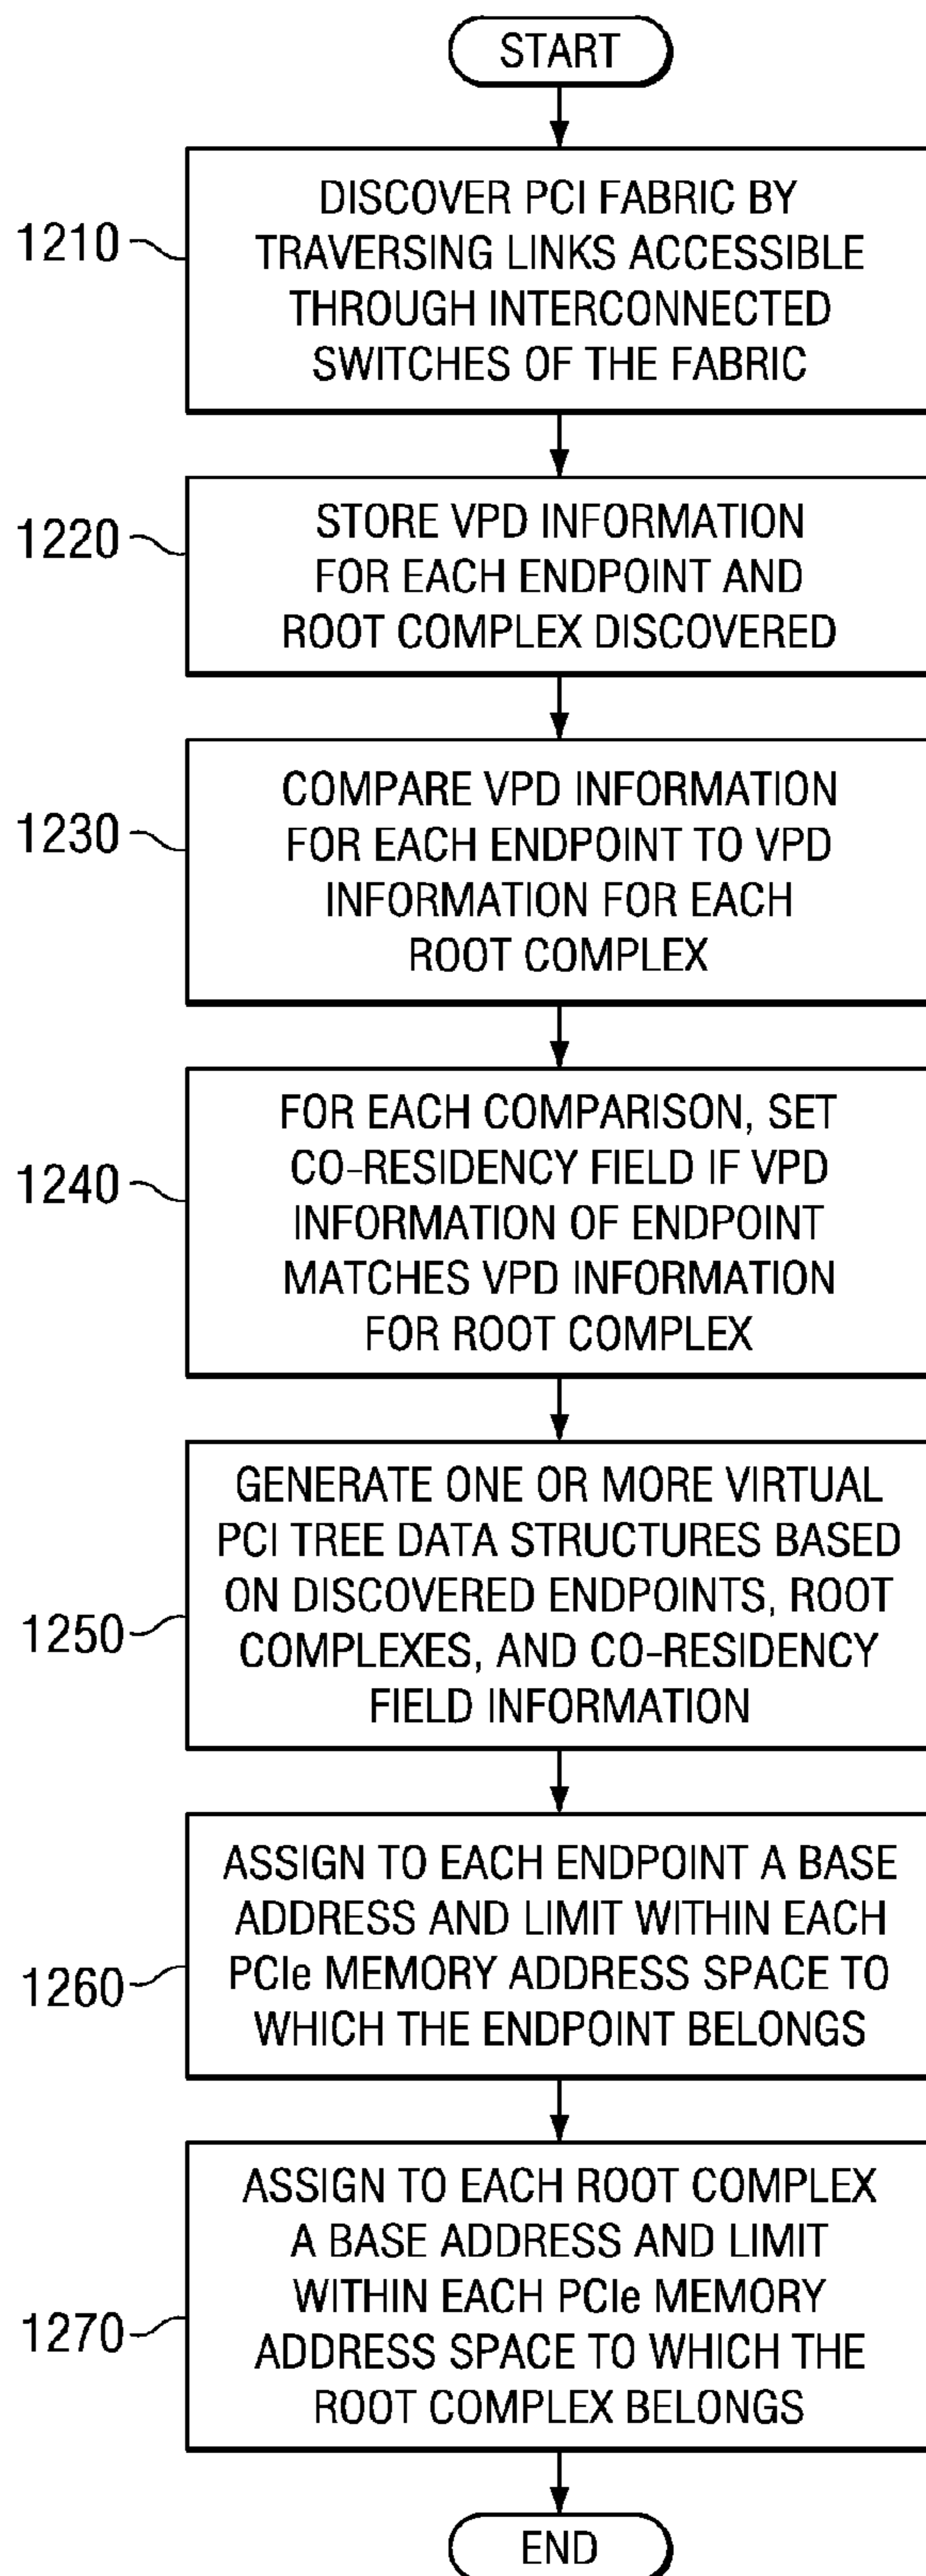 START
1210
DISCOVER PCI FABRIC BY
TRAVERSING LINKS ACCESSIBLE
THROUGH INTERCONNECTED
SWITCHES OF THE FABRIC
1220
STORE VPD INFORMATION
FOR EACH ENDPOINT AND
ROOT COMPLEX DISCOVERED
1230
COMPARE VPD INFORMATION
FOR EACH ENDPOINT TO VPD
INFORMATION FOR EACH
ROOT COMPLEX
1240
FOR EACH COMPARISON, SET
CO-RESIDENCY FIELD IF VPD
INFORMATION OF ENDPOINT
MATCHES VPD INFORMATION
FOR ROOT COMPLEX
1250
GENERATE ONE OR MORE VIRTUAL
PCI TREE DATA STRUCTURES BASED
ON DISCOVERED ENDPOINTS, ROOT
COMPLEXES, AND CO-RESIDENCY
FIELD INFORMATION
1260
ASSIGN TO EACH ENDPOINT A BASE
ADDRESS AND LIMIT WITHIN EACH
PCIe MEMORY ADDRESS SPACE TO
WHICH THE ENDPOINT BELONGS
1270
ASSIGN TO EACH ROOT COMPLEX
A BASE ADDRESS AND LIMIT
WITHIN EACH PCIe MEMORY
ADDRESS SPACE TO WHICH THE
ROOT COMPLEX BELONGS
END